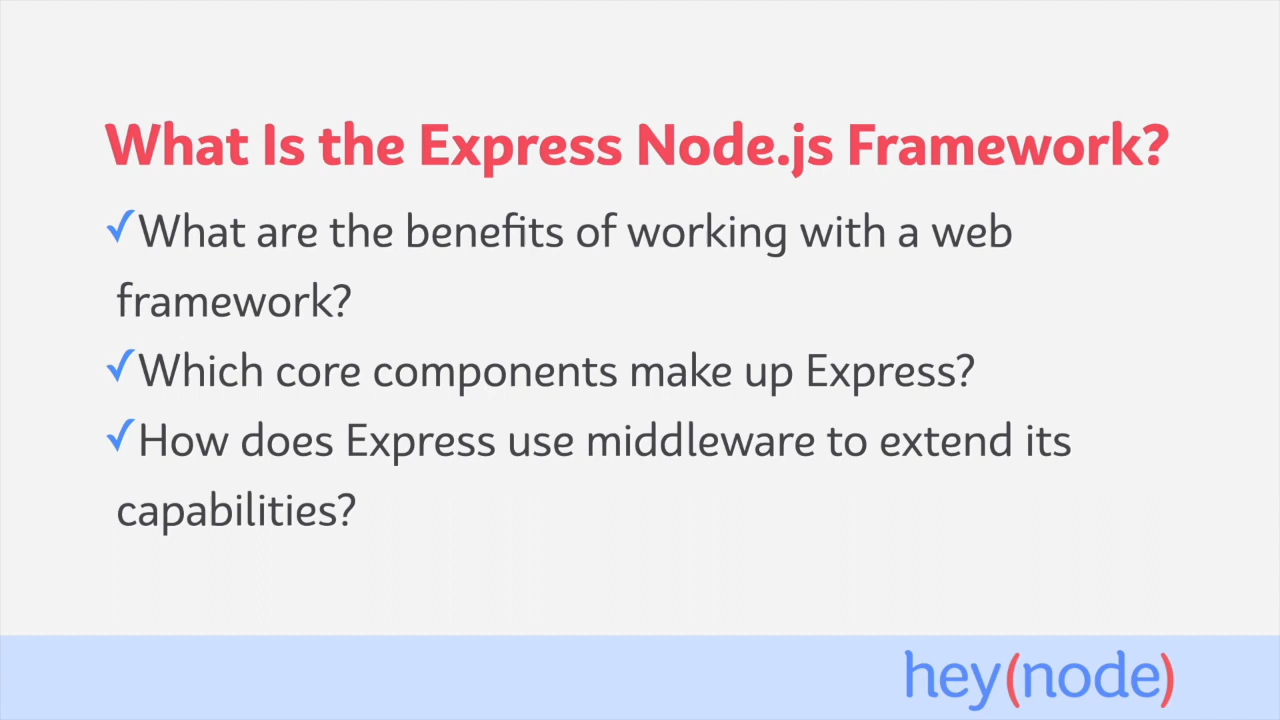 What Is the Express Node.js Framework?
✓What are the benefits of working with a web
framework?
✓Which core components make up Express?
✓How does Express use middleware to extend its
capabilities?
hey(node)